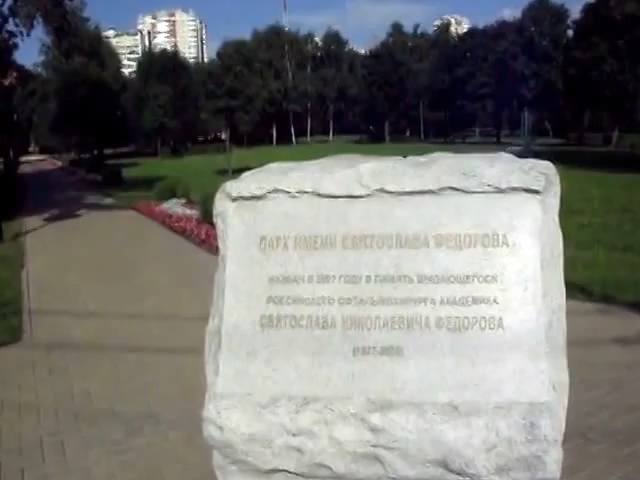 ПАРК ИМЕНИ СВЯТОСЛАВА ФЕДОРОВА
НАЗВАН В ГОДУ В ПАМЯТЬ ВЫДАЮЩЕГОСЯ
РОССИЙСКОГО ОФТАЛЬМОХИРУРГА АКАДЕМИКА
СВЯТОСЛАВА НИКОЛАЕВИЧА ФЕДОРОВА